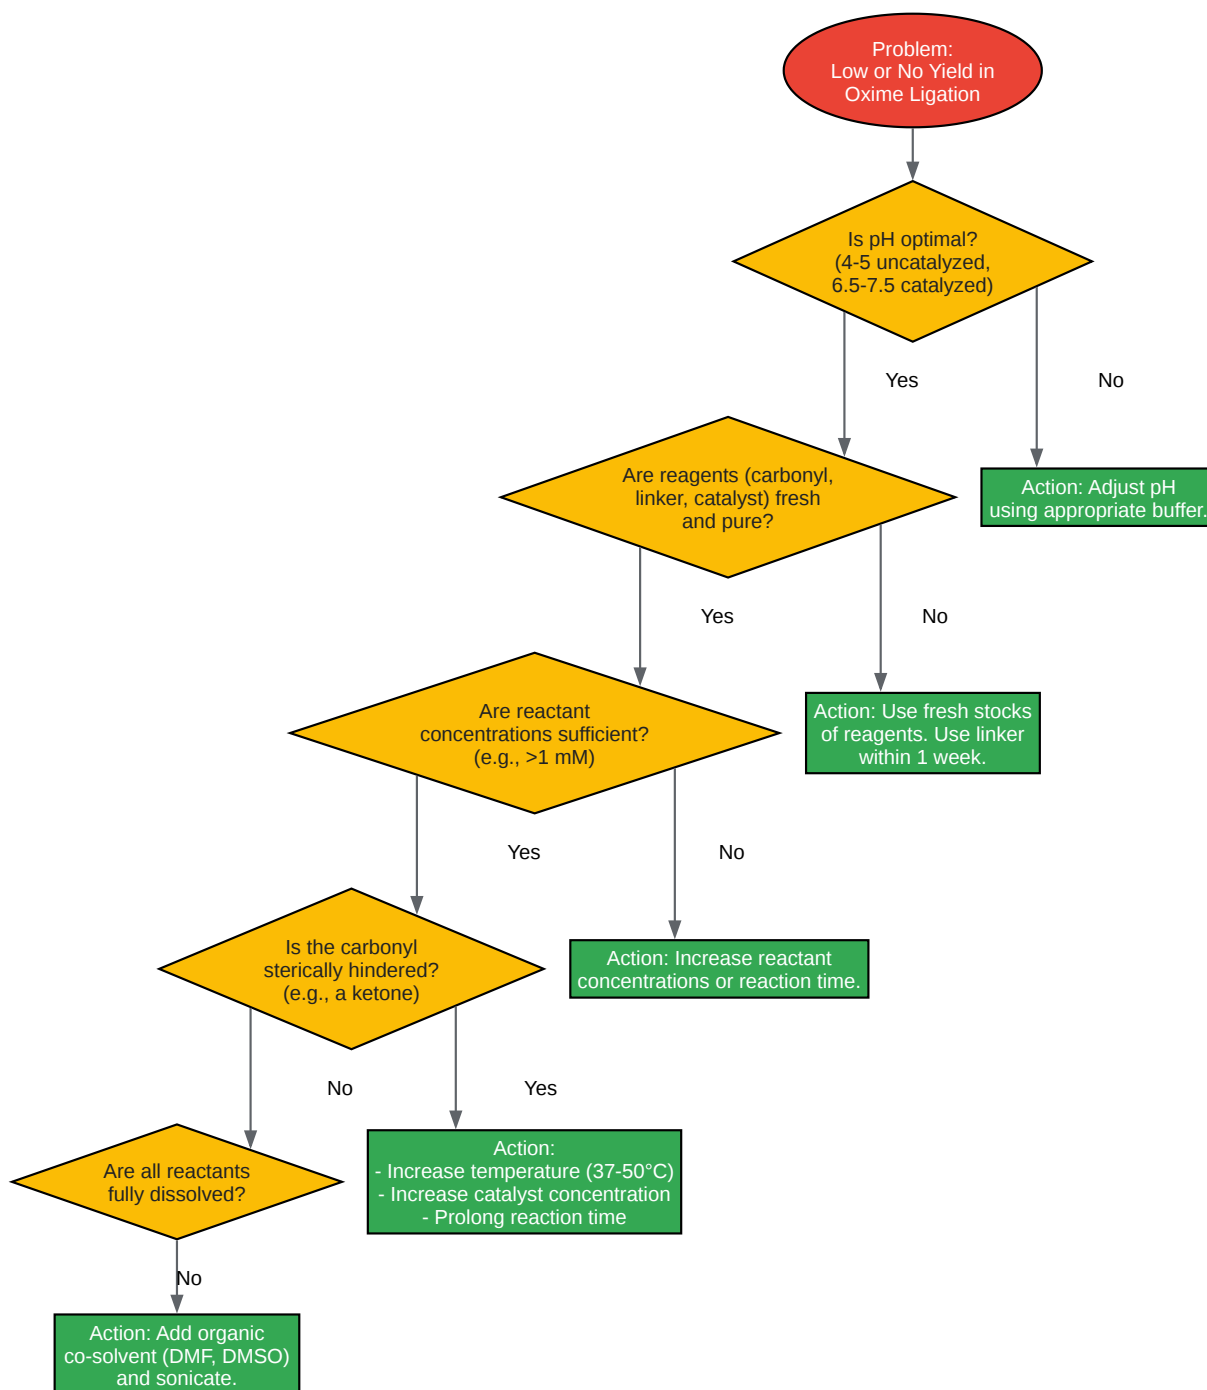 Problem:
Low or No Yield in
Oxime Ligation
Is pH optimal?
(4-5 uncatalyzed,
6.5-7.5 catalyzed)
Yes
No
Are reagents (carbonyl,
linker, catalyst) fresh
and pure?
Action: Adjust pH
using appropriate buffer.
Yes
No
Are reactant
concentrations sufficient?
(e.g., >1 mM)
Action: Use fresh stocks
of reagents. Use linker
within 1 week.
Yes
No
Is the carbonyl
sterically hindered?
(e.g., a ketone)
Action: Increase reactant
concentrations or reaction time.
No
Yes
Are all reactants
fully dissolved?
Action:
- Increase temperature (37-50°C)
- Increase catalyst concentration
- Prolong reaction time
No
Action: Add organic
co-solvent (DMF, DMSO)
and sonicate.